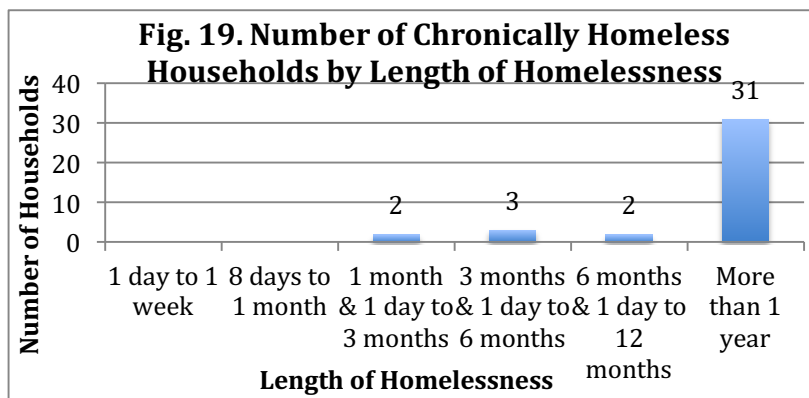 Fig. 19. Number of Chronically Homeless
Households by Length of Homelessness
Number of Households
40
30
20
10
0
2
3
2
31
1 day to 1
week
8 days to
1 month
1 month
& 1 day to
3 months
3 months
& 1 day to
6 months
6 months
& 1 day to
12
months
More
than 1
year
Length of Homelessness